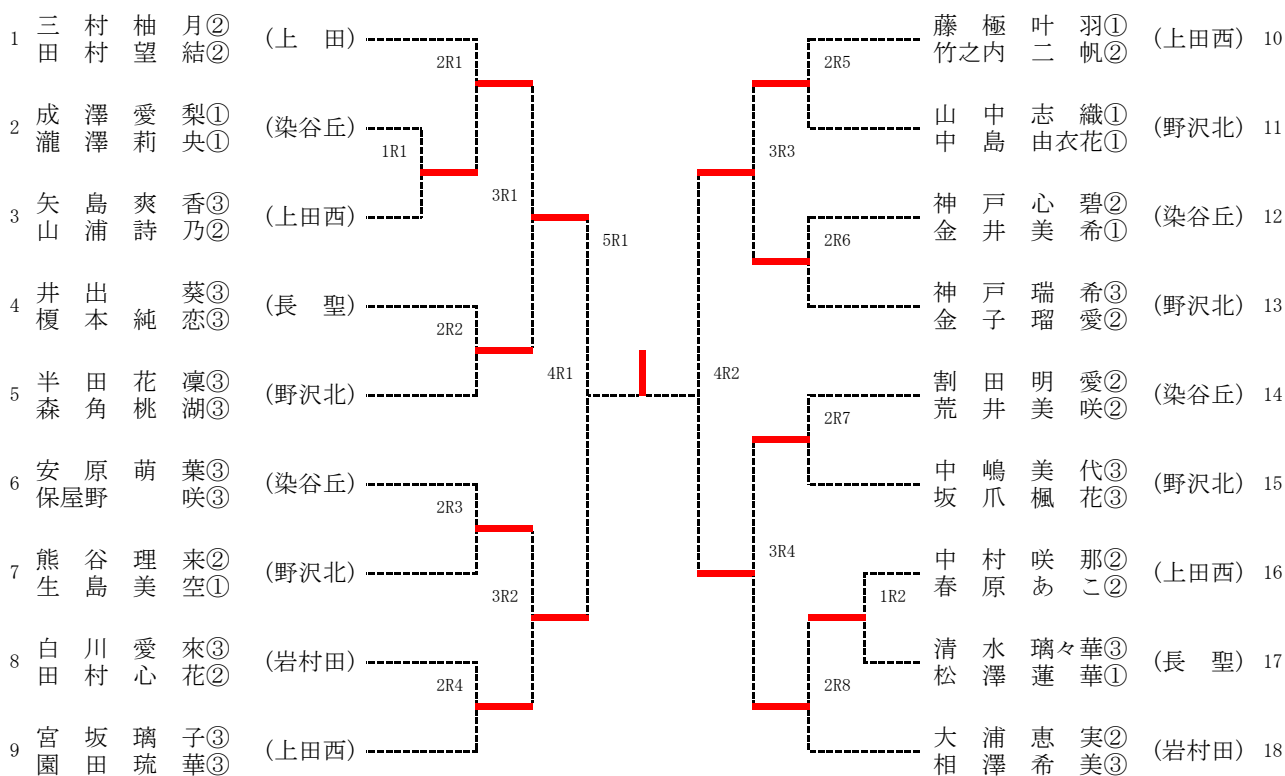 1 三村柚月② (上 田)
田村望結②
2 成澤愛梨① (染谷丘)
瀧澤莉央①
3 矢島爽香③ (上田西)
山浦詩乃②
4 井出 葵③ (長 聖)
榎本純恋③
5 半田花凜③ (野沢北)
森角桃湖③
6 安原萌葉③ (染谷丘)
保屋野 咲③
7 熊谷理来② (野沢北)
生島美空①
8 白川愛來③ (岩村田)
田村心花②
9 宮坂璃子③ (上田西)
園田琉華③
2R1
1R1
3R1
2R2
5R1
4R1
2R3
3R2
2R4
藤極叶羽① (上田西) 10
竹之内二帆②
山中志織① (野沢北) 11
中島由衣花①
神戸心碧② (染谷丘) 12
金井美希①
神戸瑞希③ (野沢北) 13
金子瑠愛②
割田明愛② (染谷丘) 14
荒井美咲②
中嶋美代③ (野沢北) 15
坂爪楓花③
中村咲那② (上田西) 16
春原あこ②
清水璃々華③ (長 聖) 17
松澤蓮華①
大浦恵実② (岩村田) 18
相澤希美③
2R5
3R3
2R6
4R2
2R7
3R4
1R2
2R8